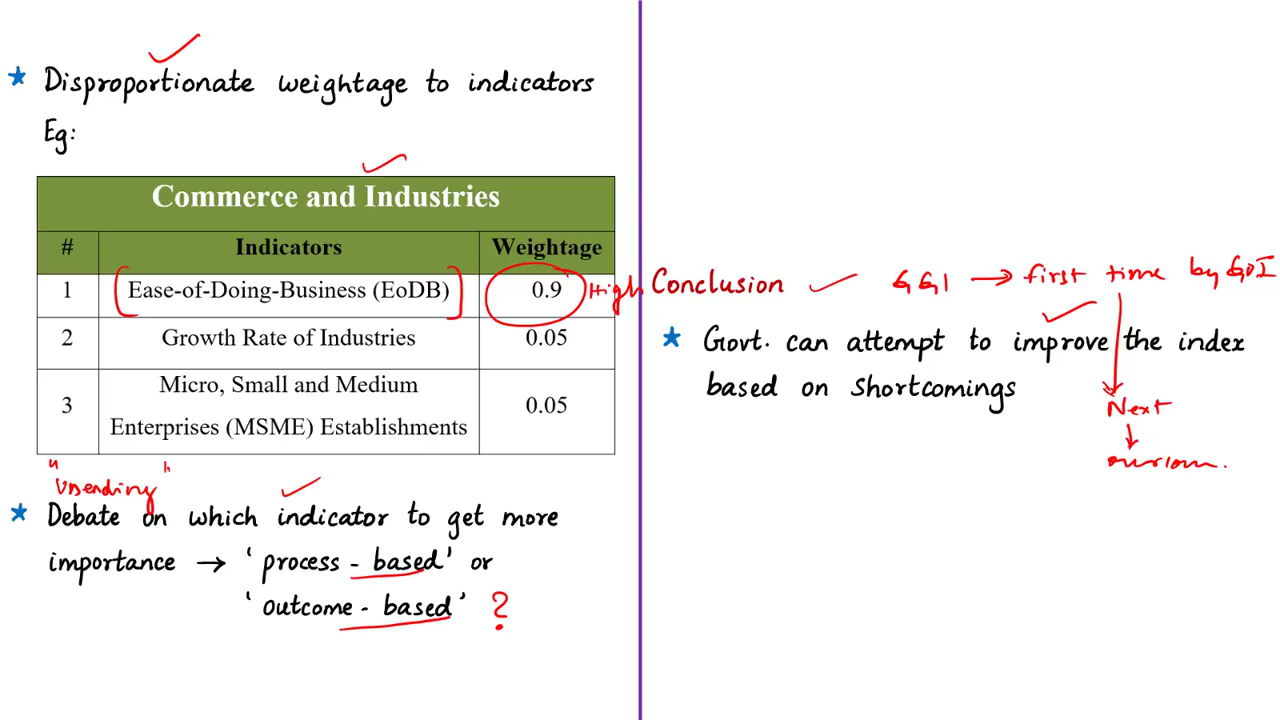 * Disproportionate weightage to indicators
Eg:
Commerce and Industries
# Indicators Weightage
1 Ease-of-Doing-Business (EoDB) 0.9 High
2 Growth Rate of Industries 0.05
3 Micro, Small and Medium
Enterprises (MSME) Establishments 0.05
"Unending"
* Debate on which indicator to get more
importance → 'process - based' or
'outcome - based' ?
Conclusion GGI → first time by GOI
* Govt. can attempt to improve the index
based on shortcomings
Next